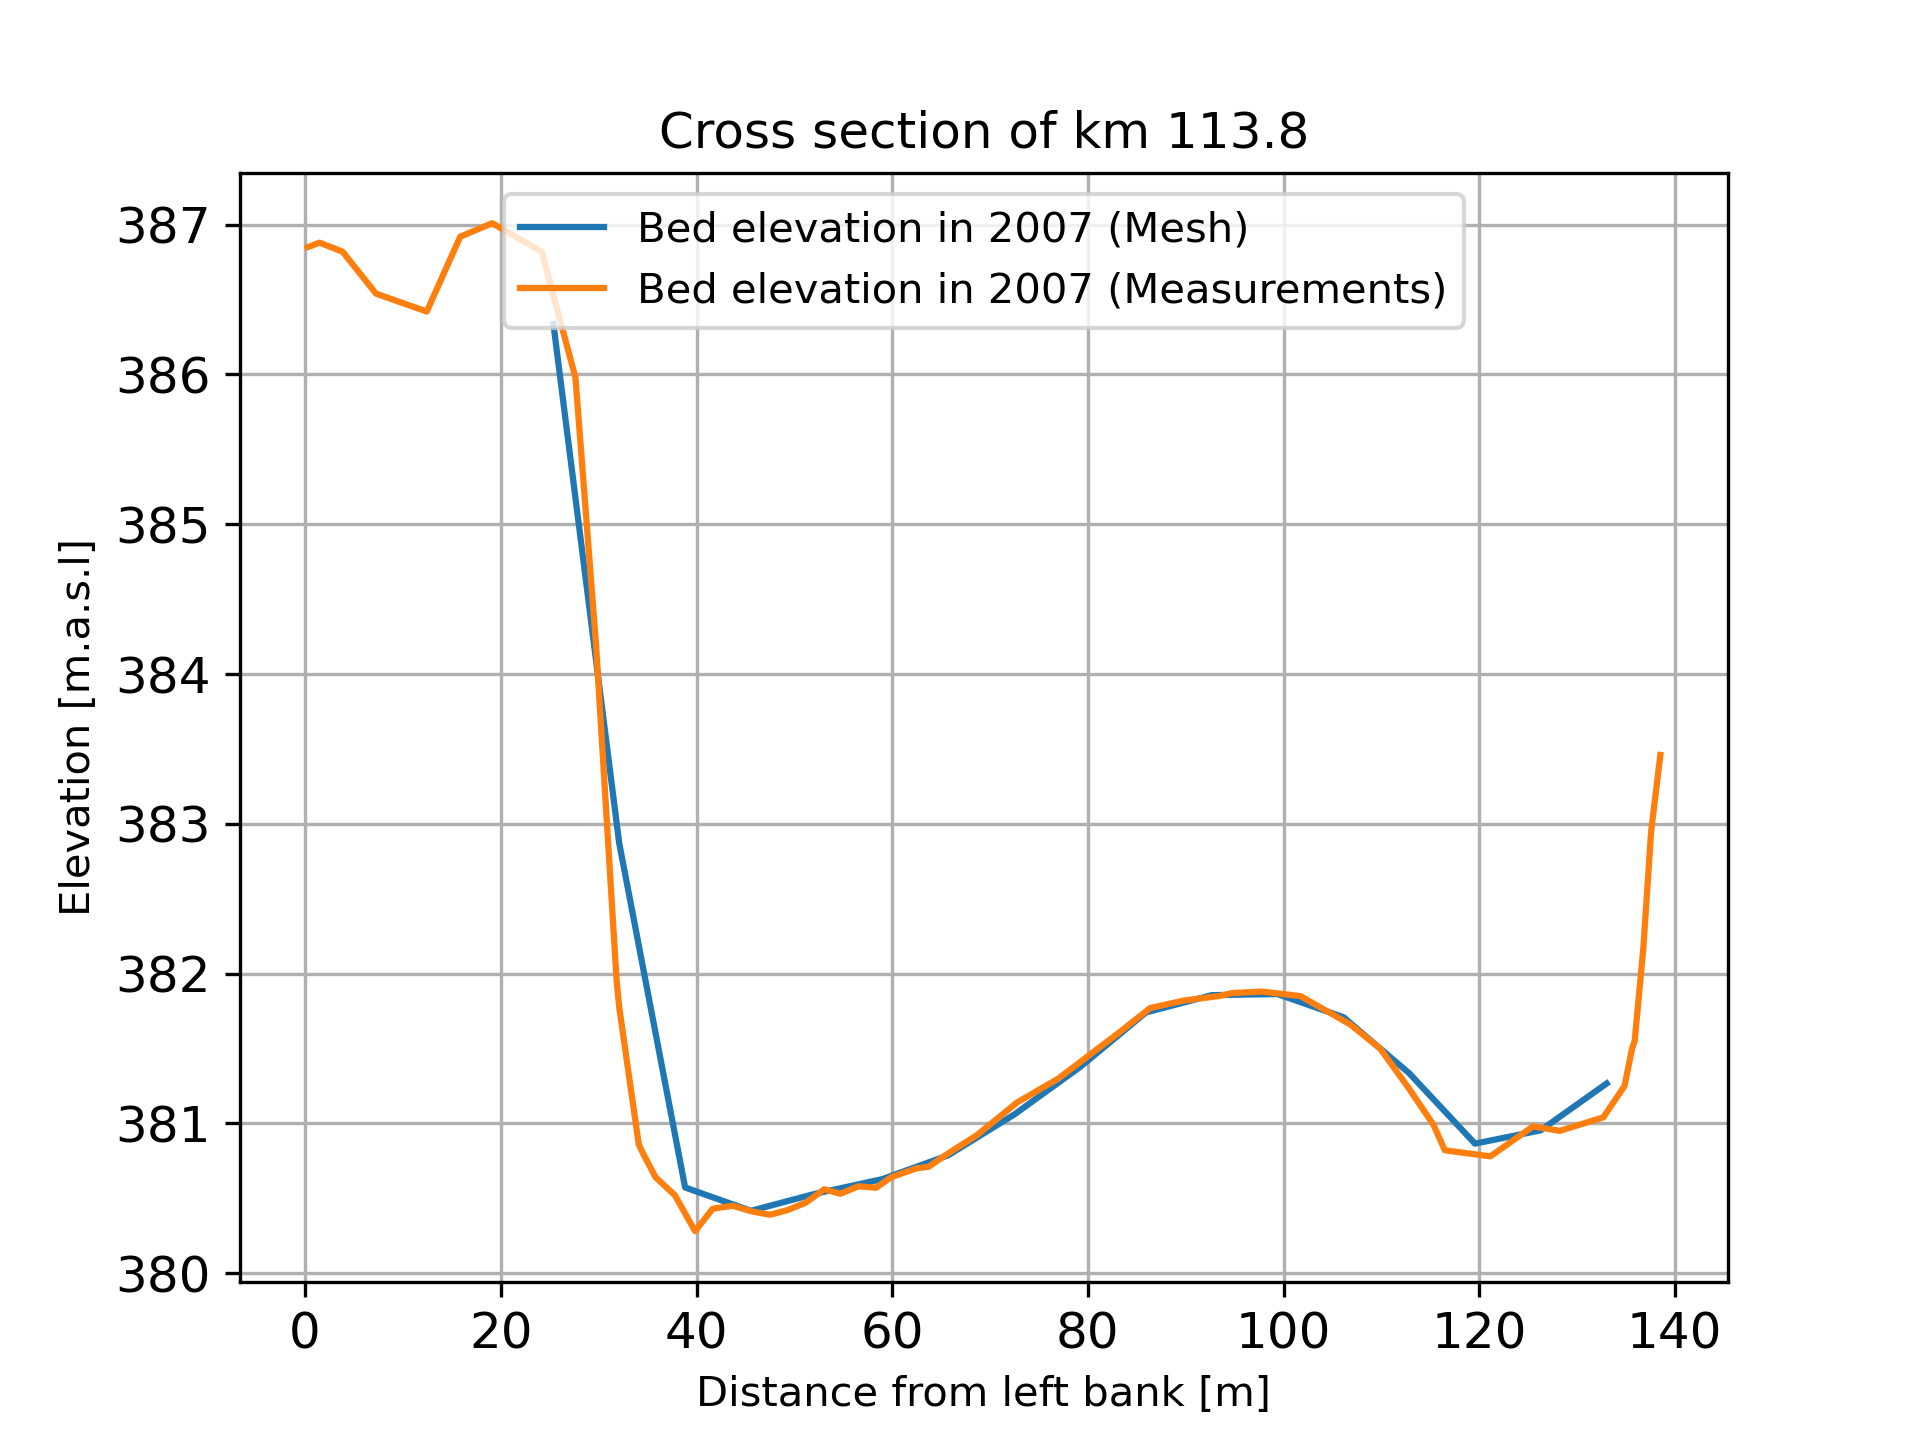 Cross section of km 113.8
Bed elevation in 2007 (Mesh)
Bed elevation in 2007 (Measurements)
387
386
385
384
383
382
381
380
Elevation [m.a.s.l]
0 20 40 60 80 100 120 140
Distance from left bank [m]